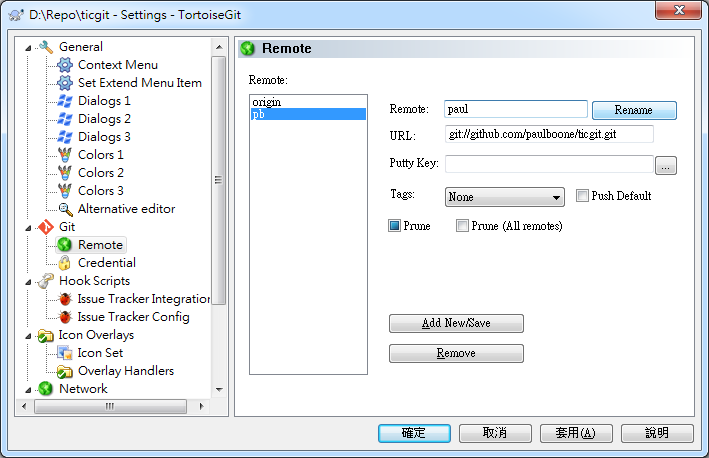 D:\Repo\ticgit - Settings - TortoiseGit
General
Context Menu
Set Extend Menu Item
Dialogs 1
Dialogs 2
Dialogs 3
Colors 1
Colors 2
Colors 3
Alternative editor
Git
Remote
Credential
Hook Scripts
Issue Tracker Integration
Issue Tracker Config
Icon Overlays
Icon Set
Overlay Handlers
Network
Remote
Remote:
origin
pb
Remote: paul Rename
URL: git://github.com/paulboone/ticgit.git
Putty Key: ...
Tags: None Push Default
Prune Prune (All remotes)
Add New/Save
Remove
確定 取消 套用(A) 說明